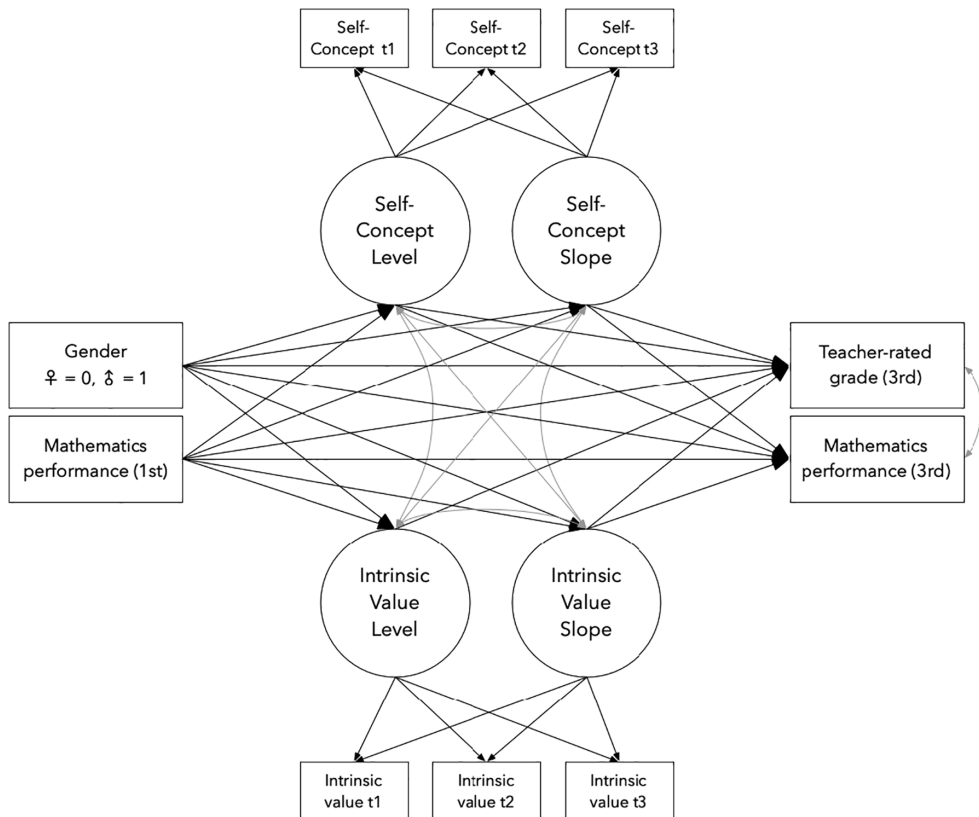 Self-
Concept t1
Self-
Concept t2
Self-
Concept t3
Self-
Concept
Level
Self-
Concept
Slope
Gender
♀ = 0, ♂ = 1
Mathematics
performance (1st)
Teacher-rated
grade (3rd)
Mathematics
performance (3rd)
Intrinsic
Value
Level
Intrinsic
Value
Slope
Intrinsic
value t1
Intrinsic
value t2
Intrinsic
value t3